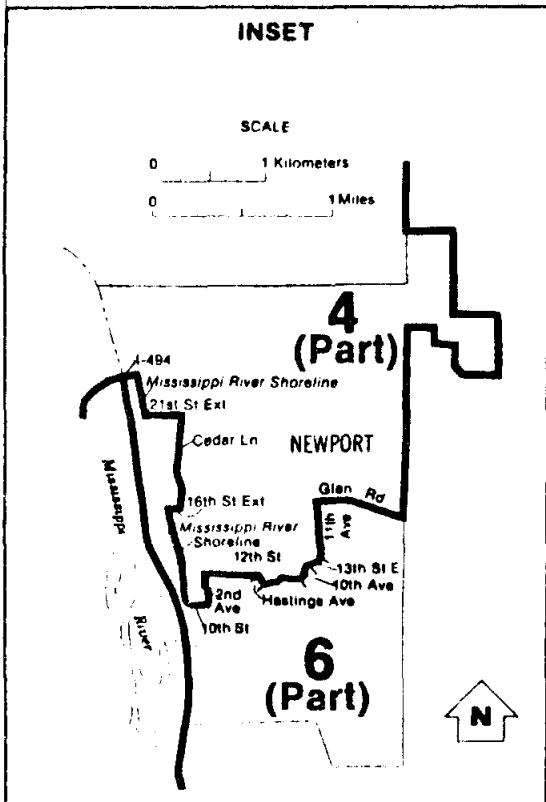 INSET
SCALE
0 1 Kilometers
0 1 Miles
4
(Part)
I-494
Mississippi River Shoreline
21st St Ext
Cedar Ln
NEWPORT
Mississippi
Glen Rd
16th St Ext
11th
Ave
Mississippi River
Shoreline
12th St
13th St E
10th Ave
2nd
Ave
Hastings Ave
10th St
River
6
(Part)
N